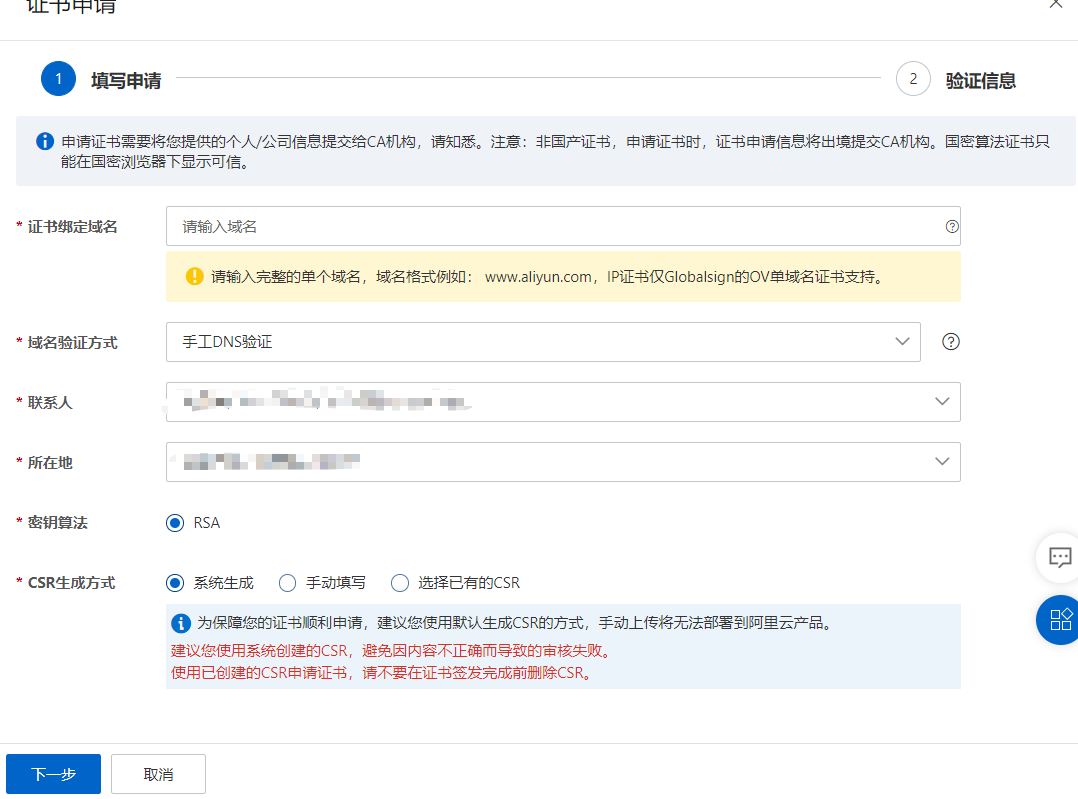 证书申请
1 填写申请 2 验证信息
申请证书需要将您提供的个人/公司信息提交给CA机构，请知悉。注意：非国产证书，申请证书时，证书申请信息将出境提交CA机构。国密算法证书只
能在国密浏览器下显示可信。
* 证书绑定域名 请输入域名
请输入完整的单个域名，域名格式例如： www.aliyun.com，IP证书仅Globalsign的OV单域名证书支持。
* 域名验证方式 手工DNS验证
* 联系人
* 所在地
* 密钥算法 RSA
* CSR生成方式 系统生成 手动填写 选择已有的CSR
为保障您的证书顺利申请，建议您使用默认生成CSR的方式，手动上传将无法部署到阿里云产品。
建议您使用系统创建的CSR，避免因内容不正确而导致的审核失败。
使用已创建的CSR申请证书，请不要在证书签发完成前删除CSR。
下一步 取消